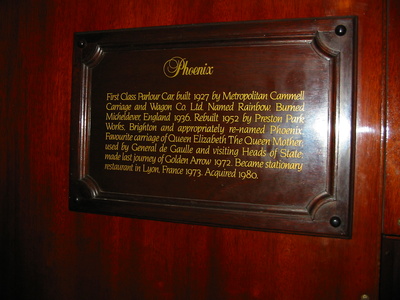 Phoenix
First Class Parlour Car, built 1927 by Metropolitan Cammell
Carriage and Wagon Co. Ltd. Named Rainbow. Burned
Micheldever, England 1936. Rebuilt 1952 by Preston Park
Works, Brighton and appropriately re-named Phoenix.
Favourite carriage of Queen Elizabeth The Queen Mother,
used by General de Gaulle and visiting Heads of State;
made last journey of Golden Arrow 1972. Became stationary
restaurant in Lyon, France 1973. Acquired 1980.